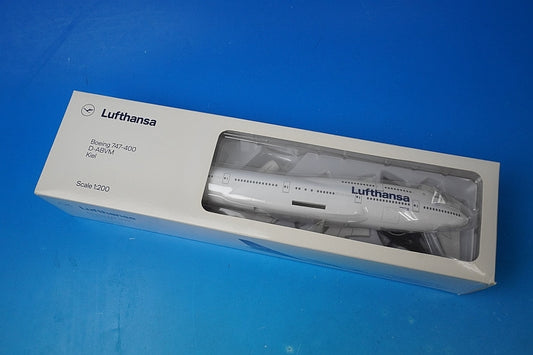 Lufthansa
Boeing 747-400
D-ABVM
Kiel
Scale 1:200
Lufthansa